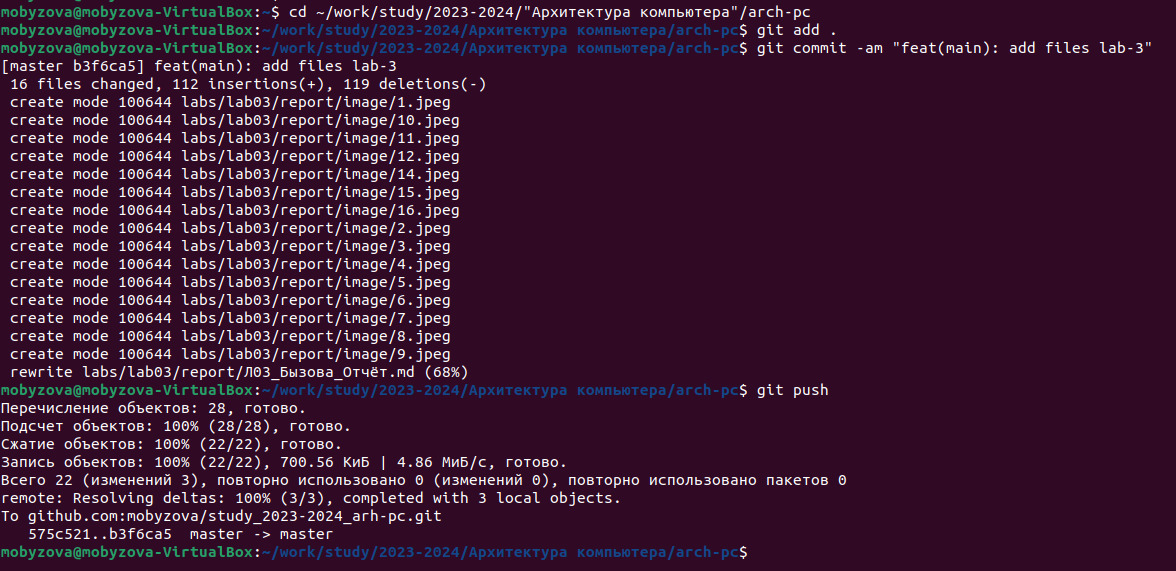 mobyzova@mobyzova-VirtualBox:~$ cd ~/work/study/2023-2024/"Архитектура компьютера"/arch-pc
mobyzova@mobyzova-VirtualBox:~/work/study/2023-2024/Архитектура компьютера/arch-pc$ git add .
mobyzova@mobyzova-VirtualBox:~/work/study/2023-2024/Архитектура компьютера/arch-pc$ git commit -am "feat(main): add files lab-3"
[master b3f6ca5] feat(main): add files lab-3
 16 files changed, 112 insertions(+), 119 deletions(-)
 create mode 100644 labs/lab03/report/image/1.jpeg
 create mode 100644 labs/lab03/report/image/10.jpeg
 create mode 100644 labs/lab03/report/image/11.jpeg
 create mode 100644 labs/lab03/report/image/12.jpeg
 create mode 100644 labs/lab03/report/image/14.jpeg
 create mode 100644 labs/lab03/report/image/15.jpeg
 create mode 100644 labs/lab03/report/image/16.jpeg
 create mode 100644 labs/lab03/report/image/2.jpeg
 create mode 100644 labs/lab03/report/image/3.jpeg
 create mode 100644 labs/lab03/report/image/4.jpeg
 create mode 100644 labs/lab03/report/image/5.jpeg
 create mode 100644 labs/lab03/report/image/6.jpeg
 create mode 100644 labs/lab03/report/image/7.jpeg
 create mode 100644 labs/lab03/report/image/8.jpeg
 create mode 100644 labs/lab03/report/image/9.jpeg
 rewrite labs/lab03/report/Л03_Бызова_Отчёт.md (68%)
mobyzova@mobyzova-VirtualBox:~/work/study/2023-2024/Архитектура компьютера/arch-pc$ git push
Перечисление объектов: 28, готово.
Подсчет объектов: 100% (28/28), готово.
Сжатие объектов: 100% (22/22), готово.
Запись объектов: 100% (22/22), 700.56 КиБ | 4.86 МиБ/с, готово.
Всего 22 (изменений 3), повторно использовано 0 (изменений 0), повторно использовано пакетов 0
remote: Resolving deltas: 100% (3/3), completed with 3 local objects.
To github.com:mobyzova/study_2023-2024_arh-pc.git
   575c521..b3f6ca5  master -> master
mobyzova@mobyzova-VirtualBox:~/work/study/2023-2024/Архитектура компьютера/arch-pc$